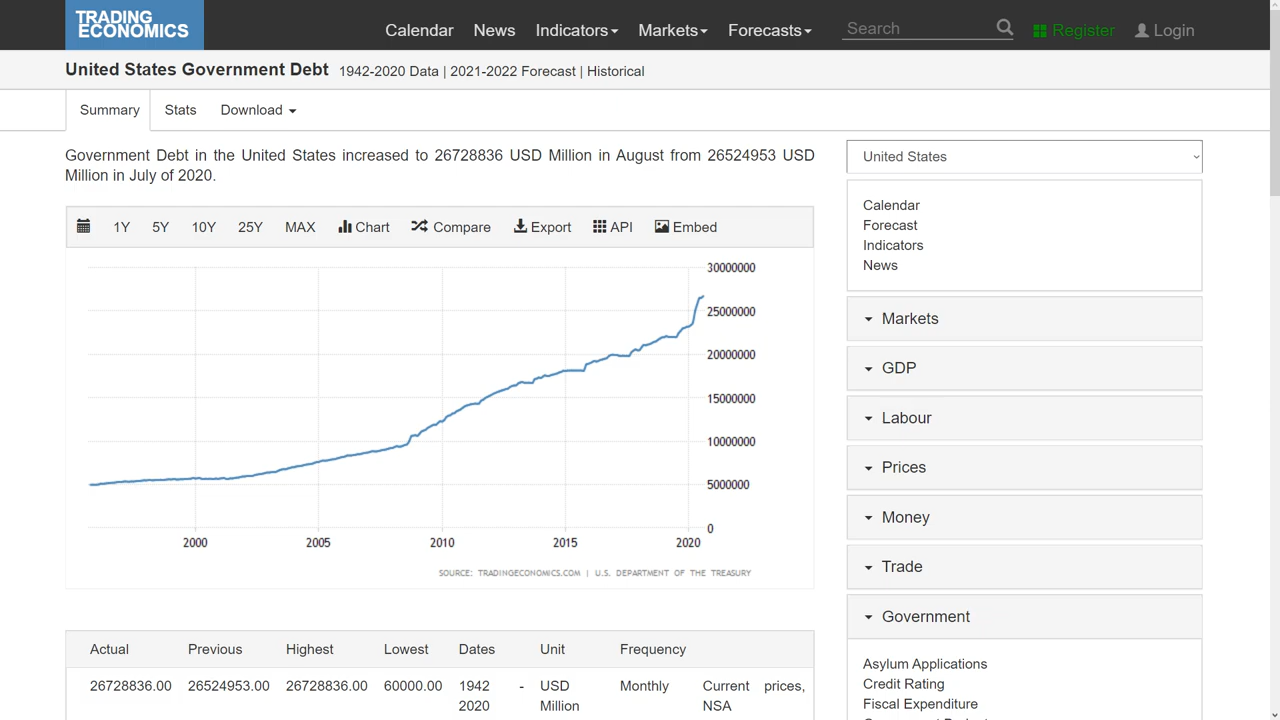 TRADING
ECONOMICS
Calendar News Indicators Markets Forecasts Search Register Login
United States Government Debt 1942-2020 Data | 2021-2022 Forecast | Historical
Summary Stats Download
Government Debt in the United States increased to 26728836 USD Million in August from 26524953 USD
Million in July of 2020.
1Y 5Y 10Y 25Y MAX Chart Compare Export API Embed
30000000
25000000
20000000
15000000
10000000
5000000
0
2000 2005 2010 2015 2020
SOURCE: TRADINGECONOMICS.COM | U.S. DEPARTMENT OF THE TREASURY
Actual Previous Highest Lowest Dates Unit Frequency
26728836.00 26524953.00 26728836.00 60000.00 1942 - USD Monthly Current prices,
2020 Million NSA
United States
Calendar
Forecast
Indicators
News
Markets
GDP
Labour
Prices
Money
Trade
Government
Asylum Applications
Credit Rating
Fiscal Expenditure